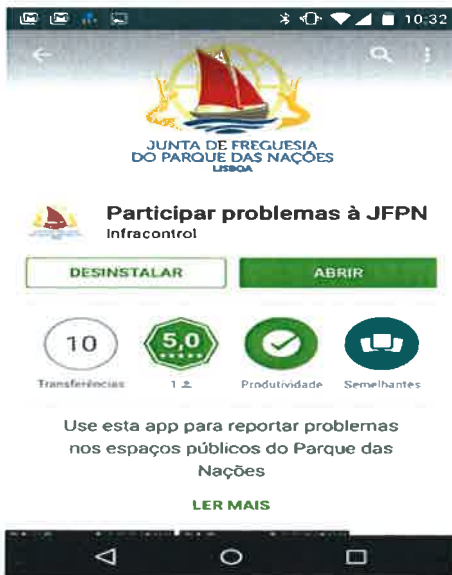 10:32
JUNTA DE FREGUESIA
DO PARQUE DAS NAÇÕES
LISBOA
Participar problemas à JFPN
Infracontrol
DESINSTALAR
ABRIR
10
5,0
Transferências
1
Produtividade
Semelhantes
Use esta app para reportar problemas
nos espaços públicos do Parque das
Nações
LER MAIS